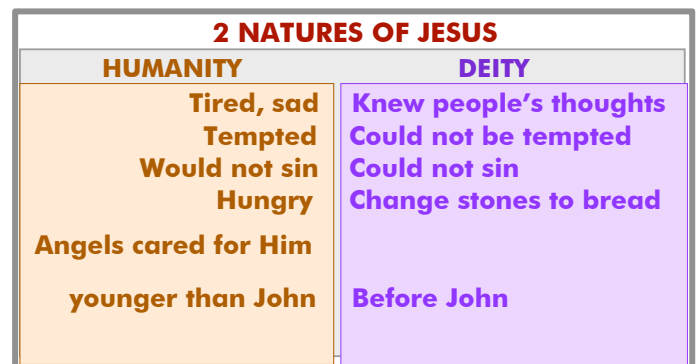 2 NATURES OF JESUS
HUMANITY DEITY
Tired, sad Knew people's thoughts
Tempted Could not be tempted
Would not sin Could not sin
Hungry Change stones to bread
Angels cared for Him
younger than John Before John